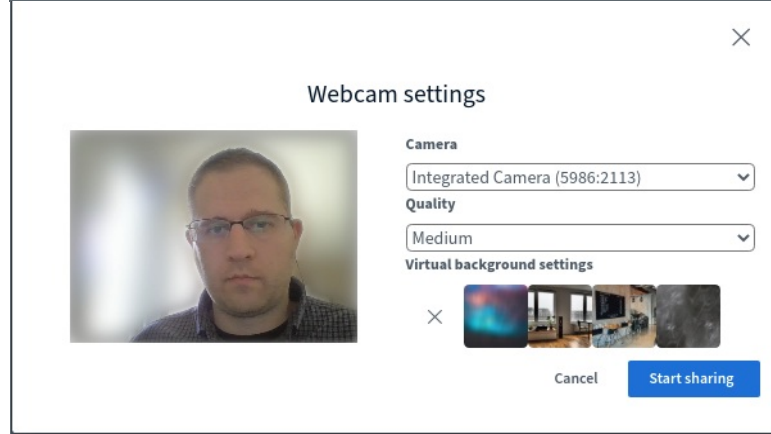 Webcam settings
Camera
Integrated Camera (5986:2113)
Quality
Medium
Virtual background settings
Cancel
Start sharing